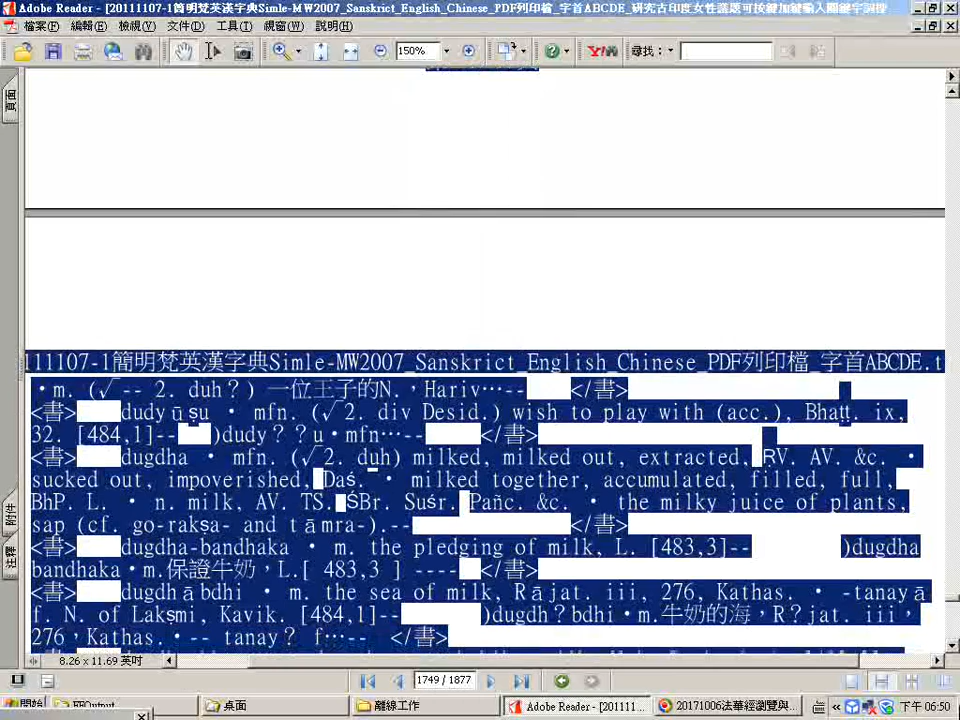 Adobe Reader - [20111107-1簡明梵英漢字典Simle-MW2007_Sanskrict_English_Chinese_PDF列印檔_字首ABCDE_研究古印度女性議題可按鍵加鍵輸入關鍵字詞搜
檔案(F) 編輯(E) 檢視(V) 文件(D) 工具(T) 視窗(W) 說明(H)
150% 尋找:
頁面
附件
注釋
111107-1簡明梵英漢字典Simle-MW2007_Sanskrict_English_Chinese_PDF列印檔_字首ABCDE.t
・m. (√-- 2. duh?) 一位王子的N.，Hariv…-- </書>
<書> dudyūṣu ・ mfn. (√2. div Desid.) wish to play with (acc.), Bhaṭṭ. ix,
32. [484,1]-- )dudy??u・mfn…-- </書>
<書> dugdha ・ mfn. (√2. duh) milked, milked out, extracted, RV. AV. &c. ・
sucked out, impoverished, Daś. ・ milked together, accumulated, filled, full,
BhP. L. ・ n. milk, AV. TS. ŚBr. Suśr. Pañc. &c. ・ the milky juice of plants,
sap (cf. go-rakṣa- and tāmra-).-- </書>
<書> dugdha-bandhaka ・ m. the pledging of milk, L. [483,3]-- )dugdha
bandhaka・m.保證牛奶，L.[ 483,3 ] ---- </書>
<書> dugdhābdhi ・ m. the sea of milk, Rājat. iii, 276, Kathas. ・ -tanayā
f. N. of Lakṣmi, Kavik. [484,1]-- )dugdh?bdhi・m.牛奶的海，R?jat. iii，
276，Kathas.・-- tanay? f…-- </書>
8.26 x 11.69 英吋
1749 / 1877
開始 FFOutput 桌面 離線工作 Adobe Reader - [201111... 20171006法華經瀏覽與... 下午 06:50